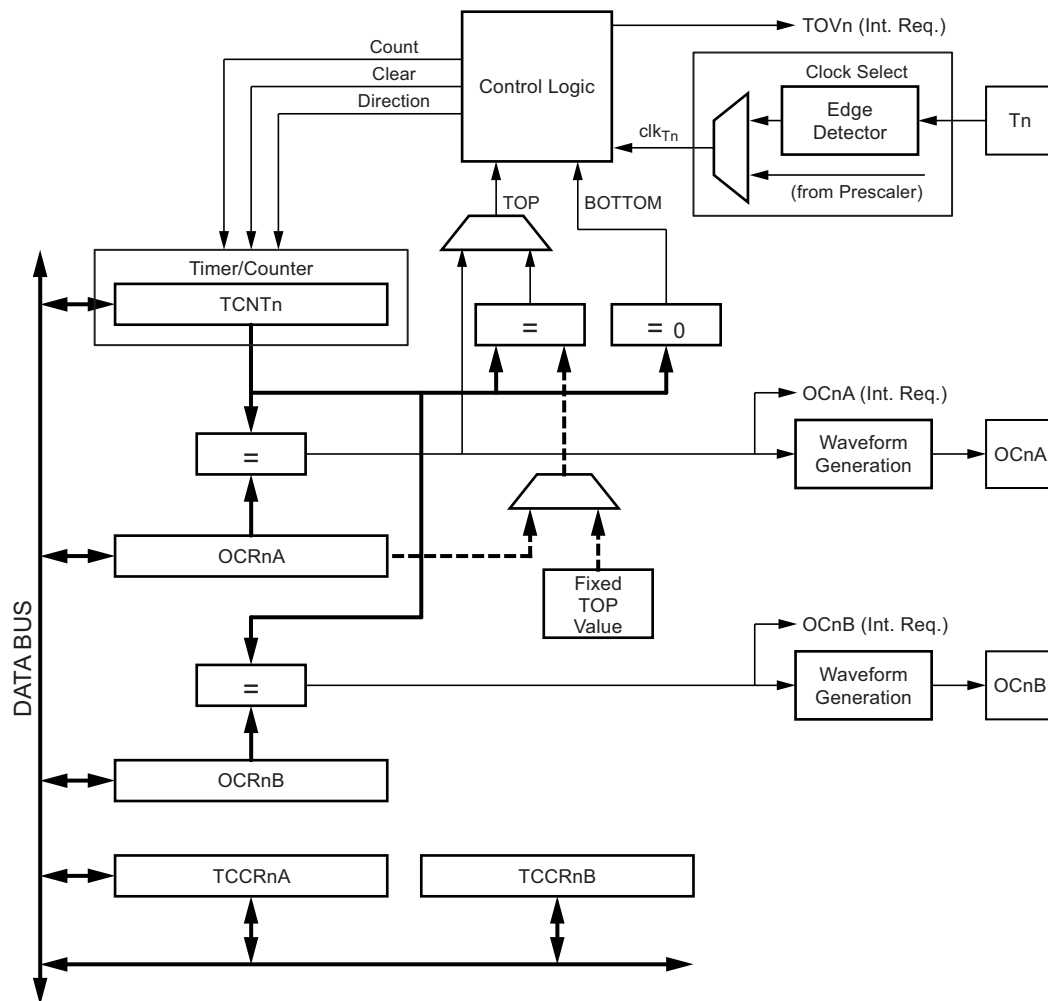 TOVn (Int. Req.)
Count
Clear
Direction
Control Logic
Clock Select
Edge
Detector
Tn
clkTn
(from Prescaler)
TOP
BOTTOM
Timer/Counter
TCNTn
=
= 0
OCnA (Int. Req.)
=
Waveform
Generation
OCnA
OCRnA
Fixed
TOP
Value
DATA BUS
OCnB (Int. Req.)
=
Waveform
Generation
OCnB
OCRnB
TCCRnA
TCCRnB